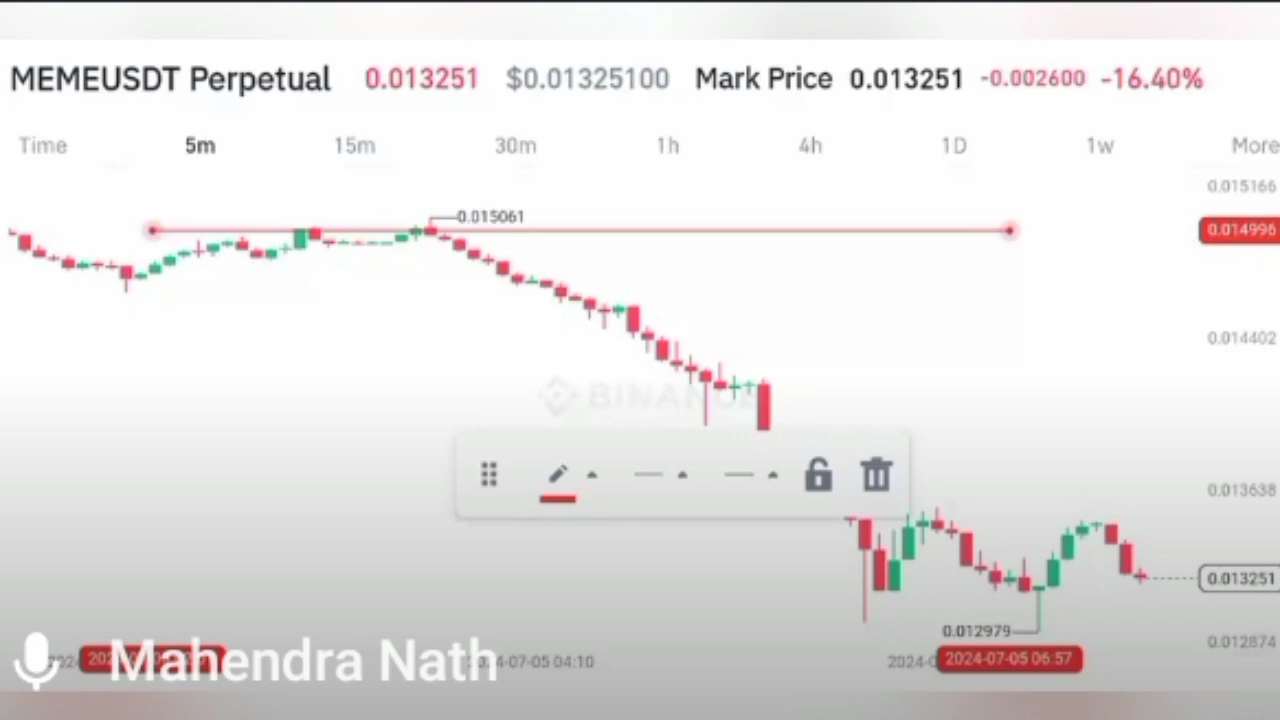 MEMEUSDT Perpetual 0.013251 $0.01325100 Mark Price 0.013251 -0.002600 -16.40%
Time 5m 15m 30m 1h 4h 1D 1w More
0.015166
0.015061
0.014996
0.014402
BINANCE
0.013638
0.013251
0.012979
0.012874
Mahendra Nath
2024-07-05 04:10
2024-07-05 06:57